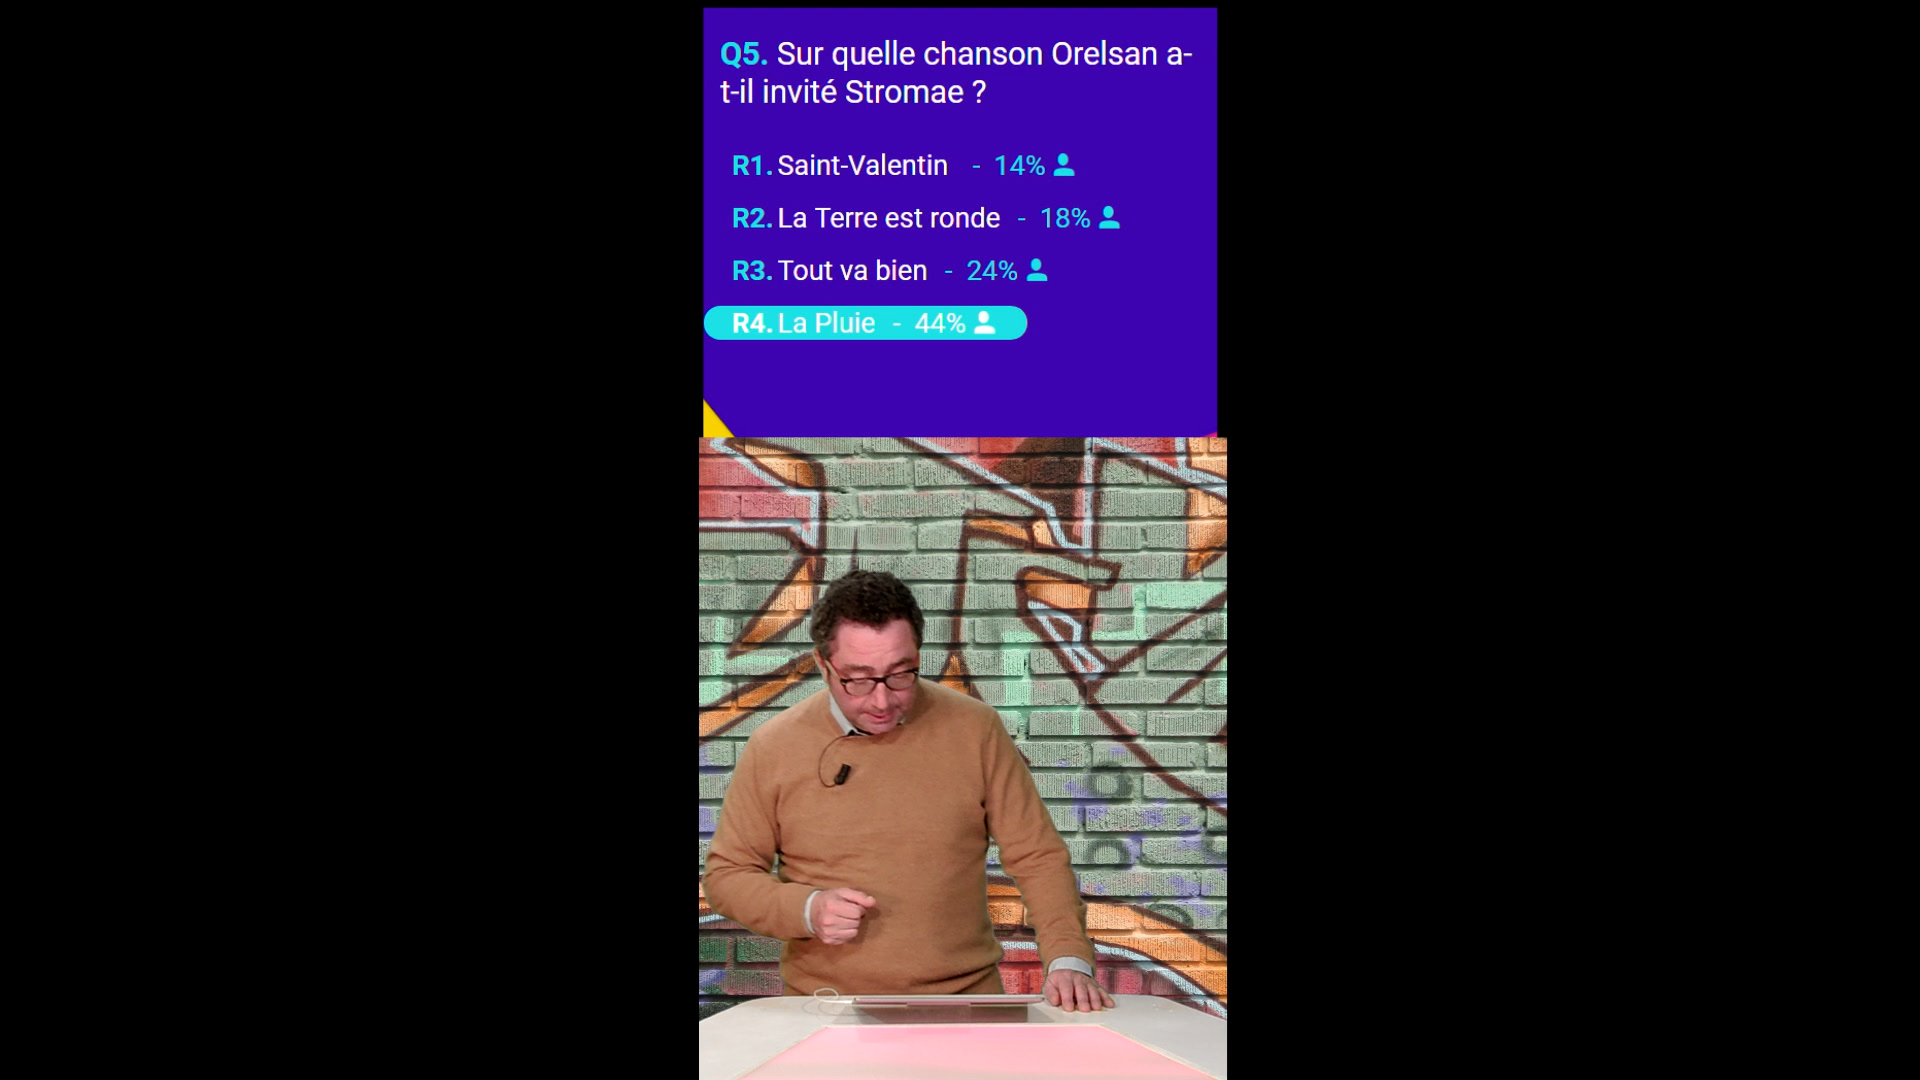 Q5. Sur quelle chanson Orelsan a-
t-il invité Stromae ?
R1. Saint-Valentin - 14%
R2. La Terre est ronde - 18%
R3. Tout va bien - 24%
R4. La Pluie - 44%